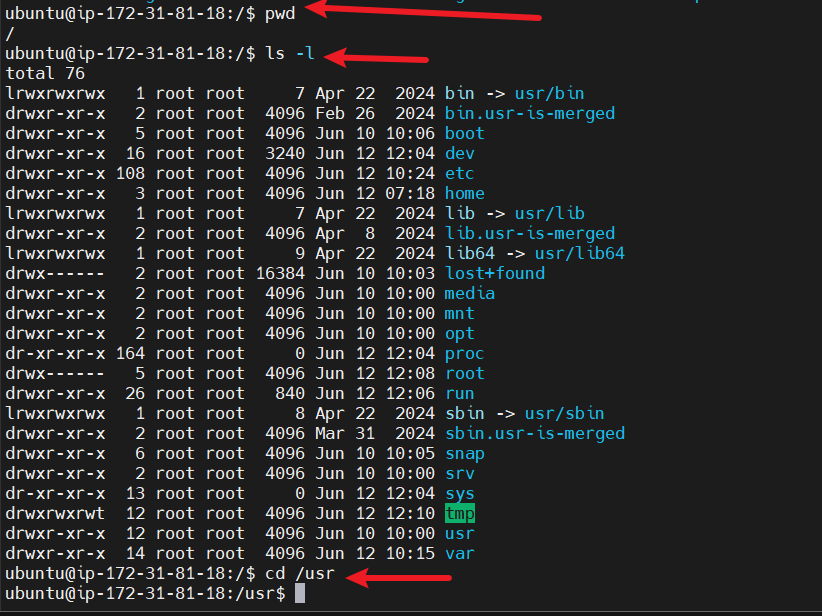 ubuntu@ip-172-31-81-18:/$ pwd
/
ubuntu@ip-172-31-81-18:/$ ls -l
total 76
lrwxrwxrwx   1 root root     7 Apr 22  2024 bin -> usr/bin
drwxr-xr-x   2 root root  4096 Feb 26  2024 bin.usr-is-merged
drwxr-xr-x   5 root root  4096 Jun 10 10:06 boot
drwxr-xr-x  16 root root  3240 Jun 12 12:04 dev
drwxr-xr-x 108 root root  4096 Jun 12 10:24 etc
drwxr-xr-x   3 root root  4096 Jun 12 07:18 home
lrwxrwxrwx   1 root root     7 Apr 22  2024 lib -> usr/lib
drwxr-xr-x   2 root root  4096 Apr  8  2024 lib.usr-is-merged
lrwxrwxrwx   1 root root     9 Apr 22  2024 lib64 -> usr/lib64
drwx------   2 root root 16384 Jun 10 10:03 lost+found
drwxr-xr-x   2 root root  4096 Jun 10 10:00 media
drwxr-xr-x   2 root root  4096 Jun 10 10:00 mnt
drwxr-xr-x   2 root root  4096 Jun 10 10:00 opt
dr-xr-xr-x 164 root root     0 Jun 12 12:04 proc
drwx------   5 root root  4096 Jun 12 12:08 root
drwxr-xr-x  26 root root   840 Jun 12 12:06 run
lrwxrwxrwx   1 root root     8 Apr 22  2024 sbin -> usr/sbin
drwxr-xr-x   2 root root  4096 Mar 31  2024 sbin.usr-is-merged
drwxr-xr-x   6 root root  4096 Jun 10 10:05 snap
drwxr-xr-x   2 root root  4096 Jun 10 10:00 srv
dr-xr-xr-x  13 root root     0 Jun 12 12:04 sys
drwxrwxrwt  12 root root  4096 Jun 12 12:10 tmp
drwxr-xr-x  12 root root  4096 Jun 10 10:00 usr
drwxr-xr-x  14 root root  4096 Jun 12 10:15 var
ubuntu@ip-172-31-81-18:/$ cd /usr
ubuntu@ip-172-31-81-18:/usr$